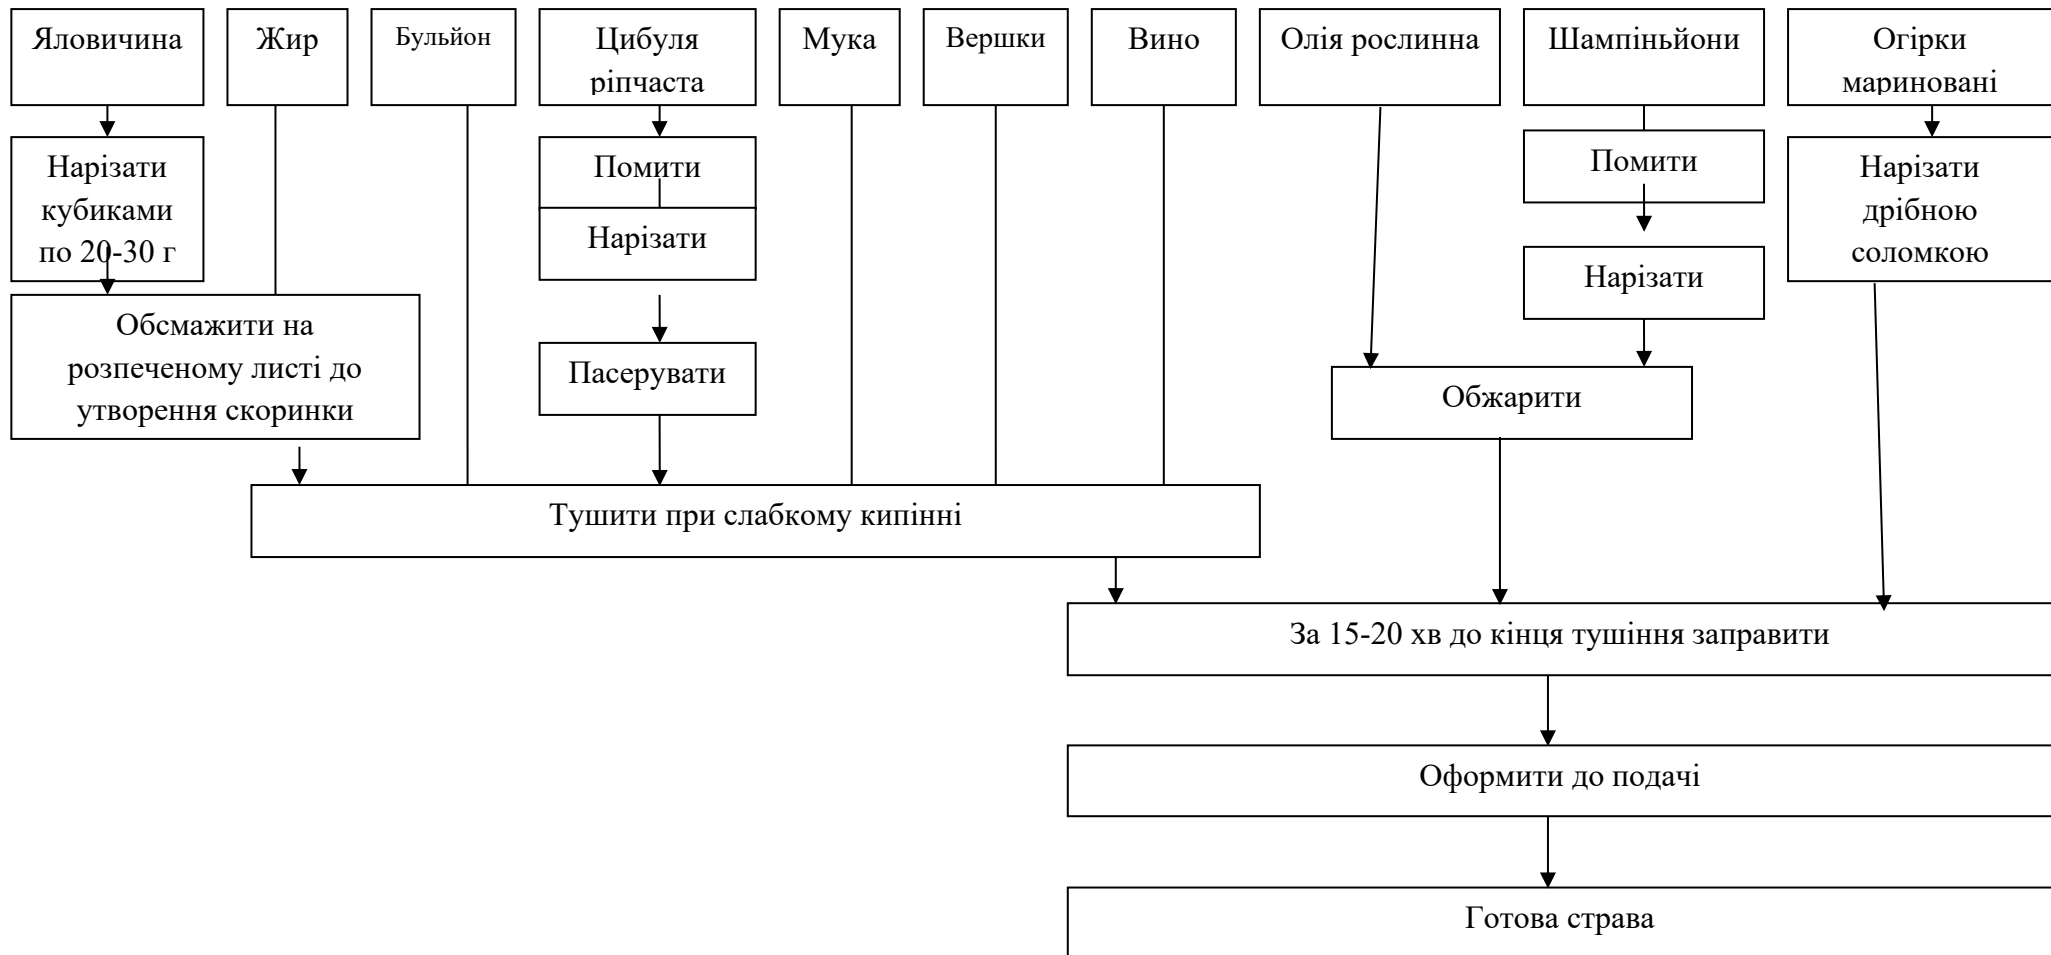 Яловичина
Жир
Бульйон
Цибуля
ріпчаста
Мука
Вершки
Вино
Олія рослинна
Шампіньйони
Огірки
мариновані
Нарізати
кубиками
по 20-30 г
Помити
Нарізати
Помити
Нарізати
Нарізати
дрібною
соломкою
Обсмажити на
розпеченому листі до
утворення скоринки
Пасерувати
Обжарити
Тушити при слабкому кипінні
За 15-20 хв до кінця тушіння заправити
Оформити до подачі
Готова страва